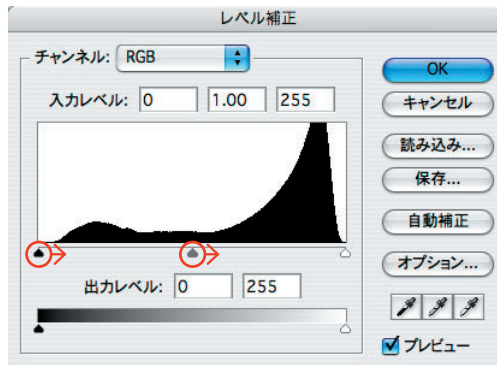 レベル補正
チャンネル: RGB
入力レベル: 0 1.00 255
出力レベル: 0 255
OK
キャンセル
読み込み...
保存...
自動補正
オプション...
プレビュー